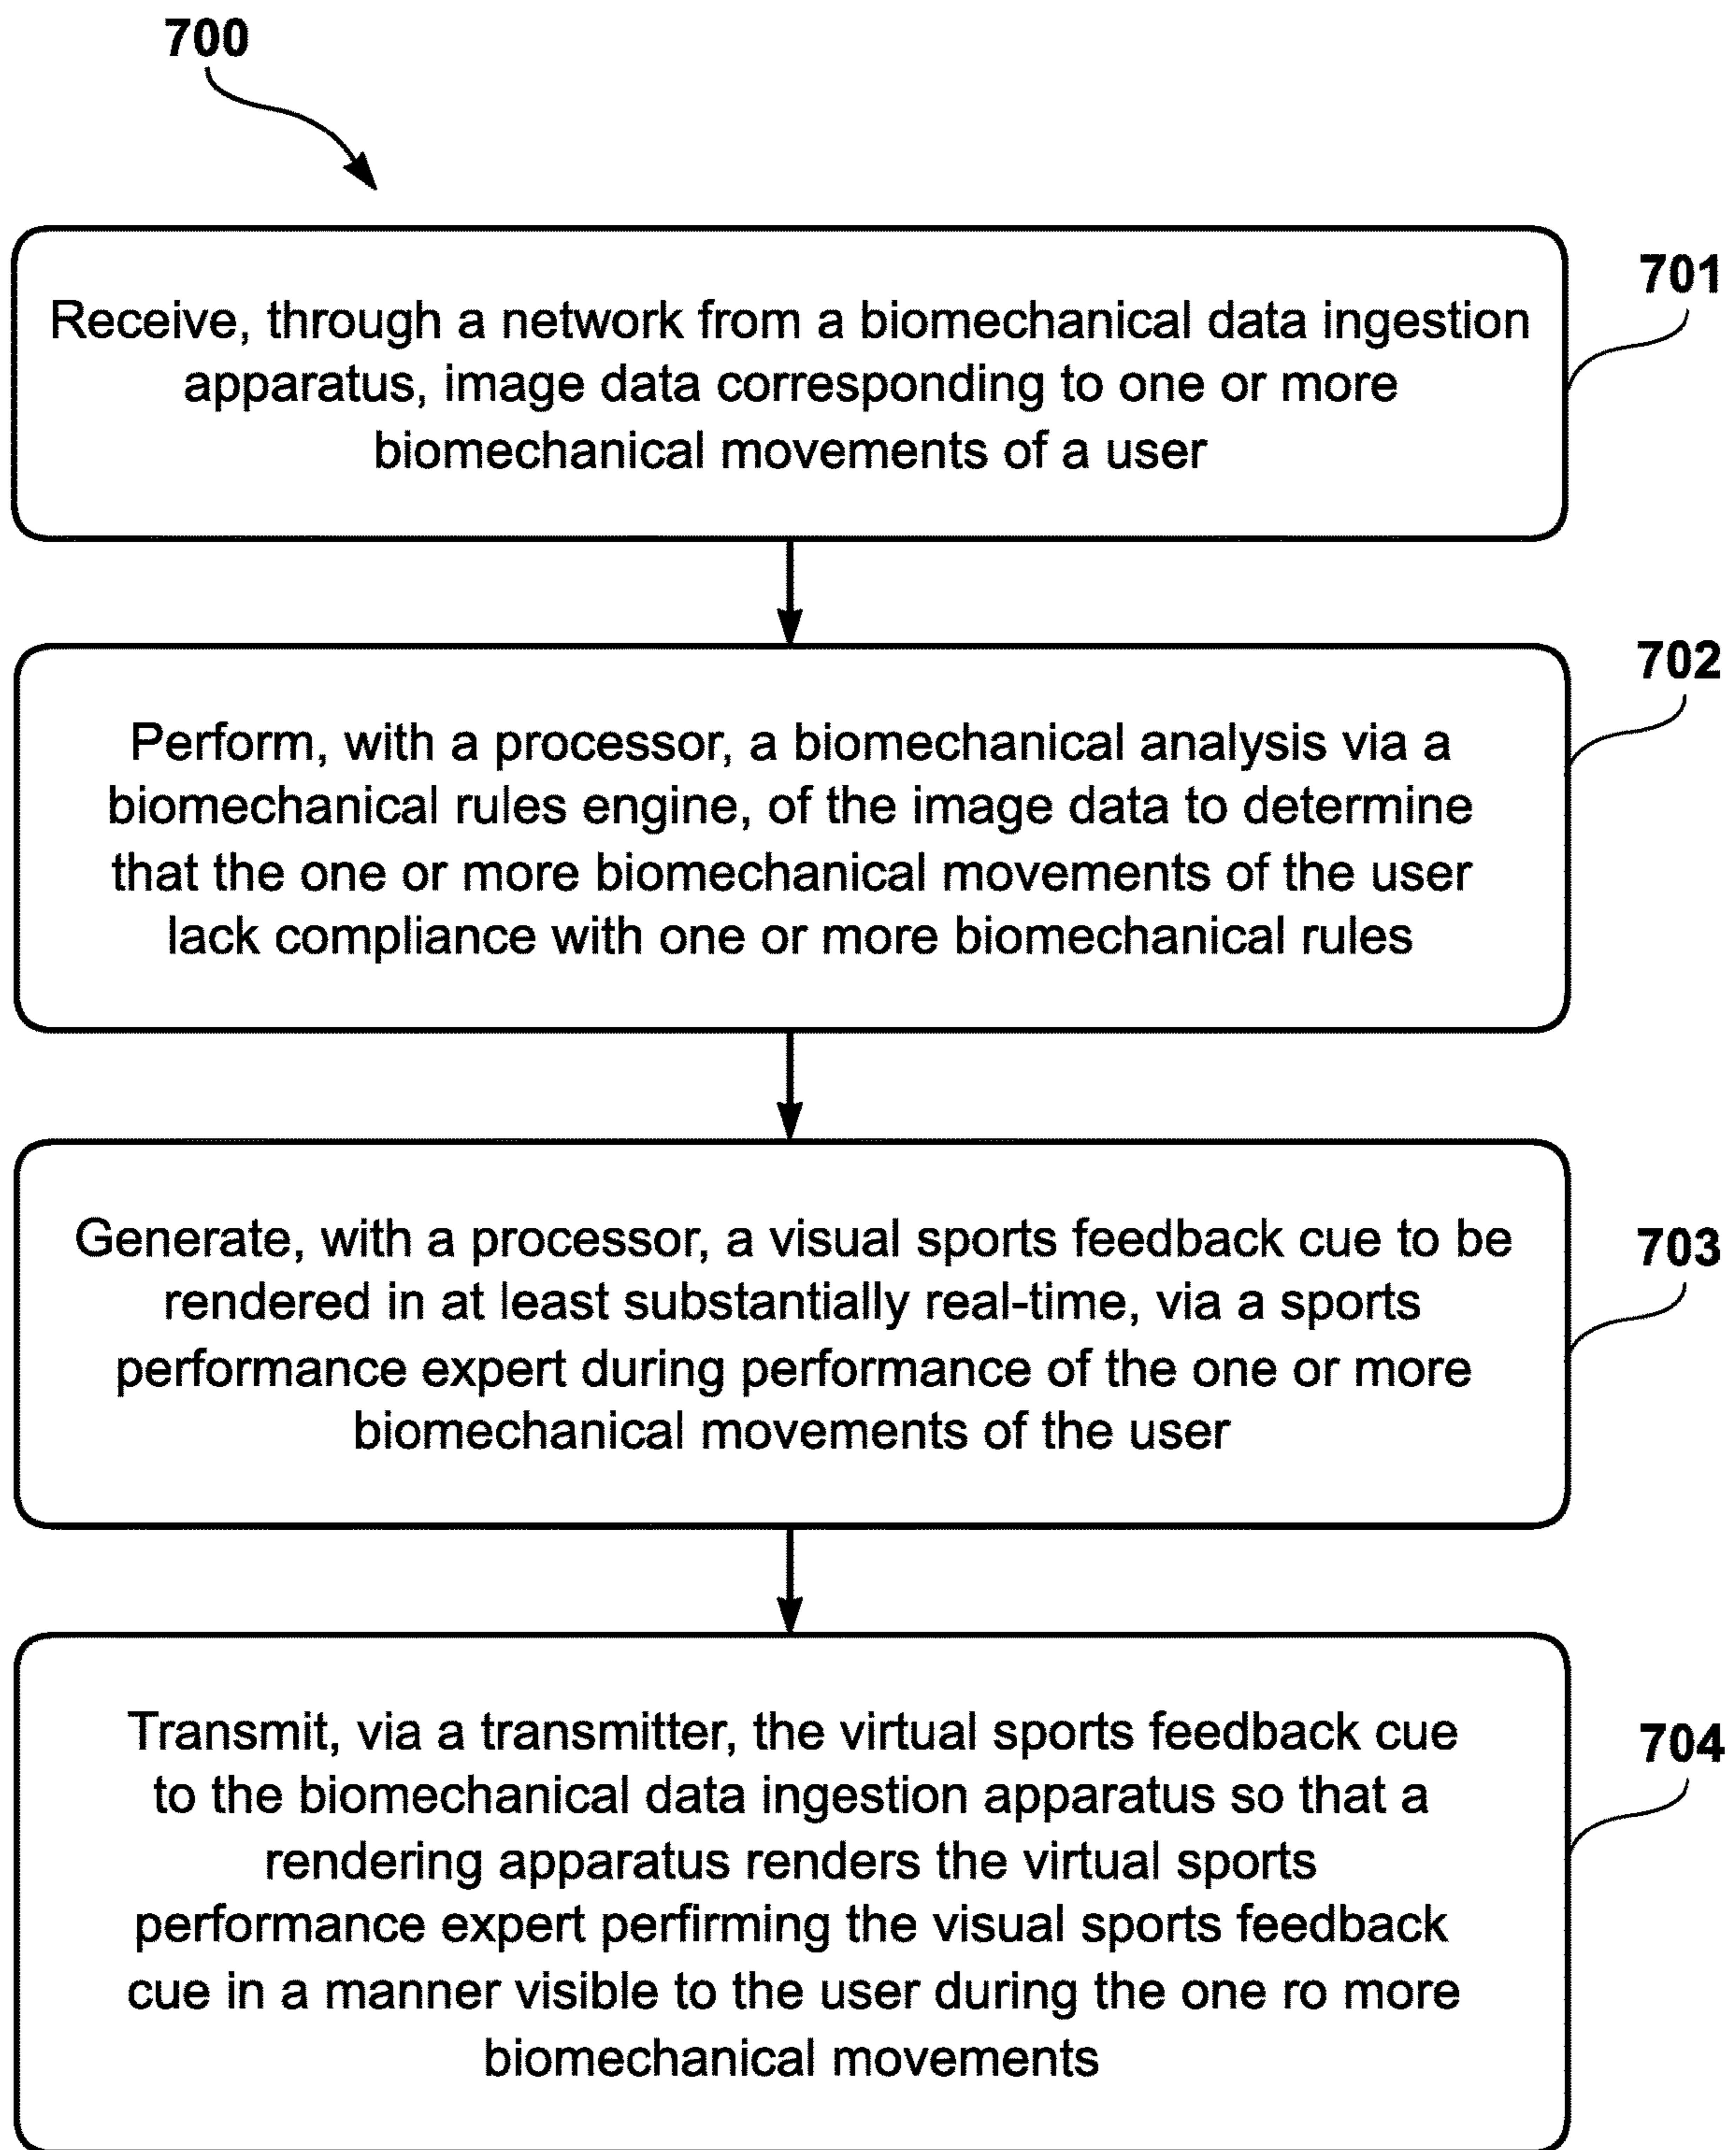 700
701
Receive, through a network from a biomechanical data ingestion
apparatus, image data corresponding to one or more
biomechanical movements of a user
702
Perform, with a processor, a biomechanical analysis via a
biomechanical rules engine, of the image data to determine
that the one or more biomechanical movements of the user
lack compliance with one or more biomechanical rules
703
Generate, with a processor, a visual sports feedback cue to be
rendered in at least substantially real-time, via a sports
performance expert during performance of the one or more
biomechanical movements of the user
704
Transmit, via a transmitter, the virtual sports feedback cue
to the biomechanical data ingestion apparatus so that a
rendering apparatus renders the virtual sports
performance expert perfirming the visual sports feedback
cue in a manner visible to the user during the one ro more
biomechanical movements